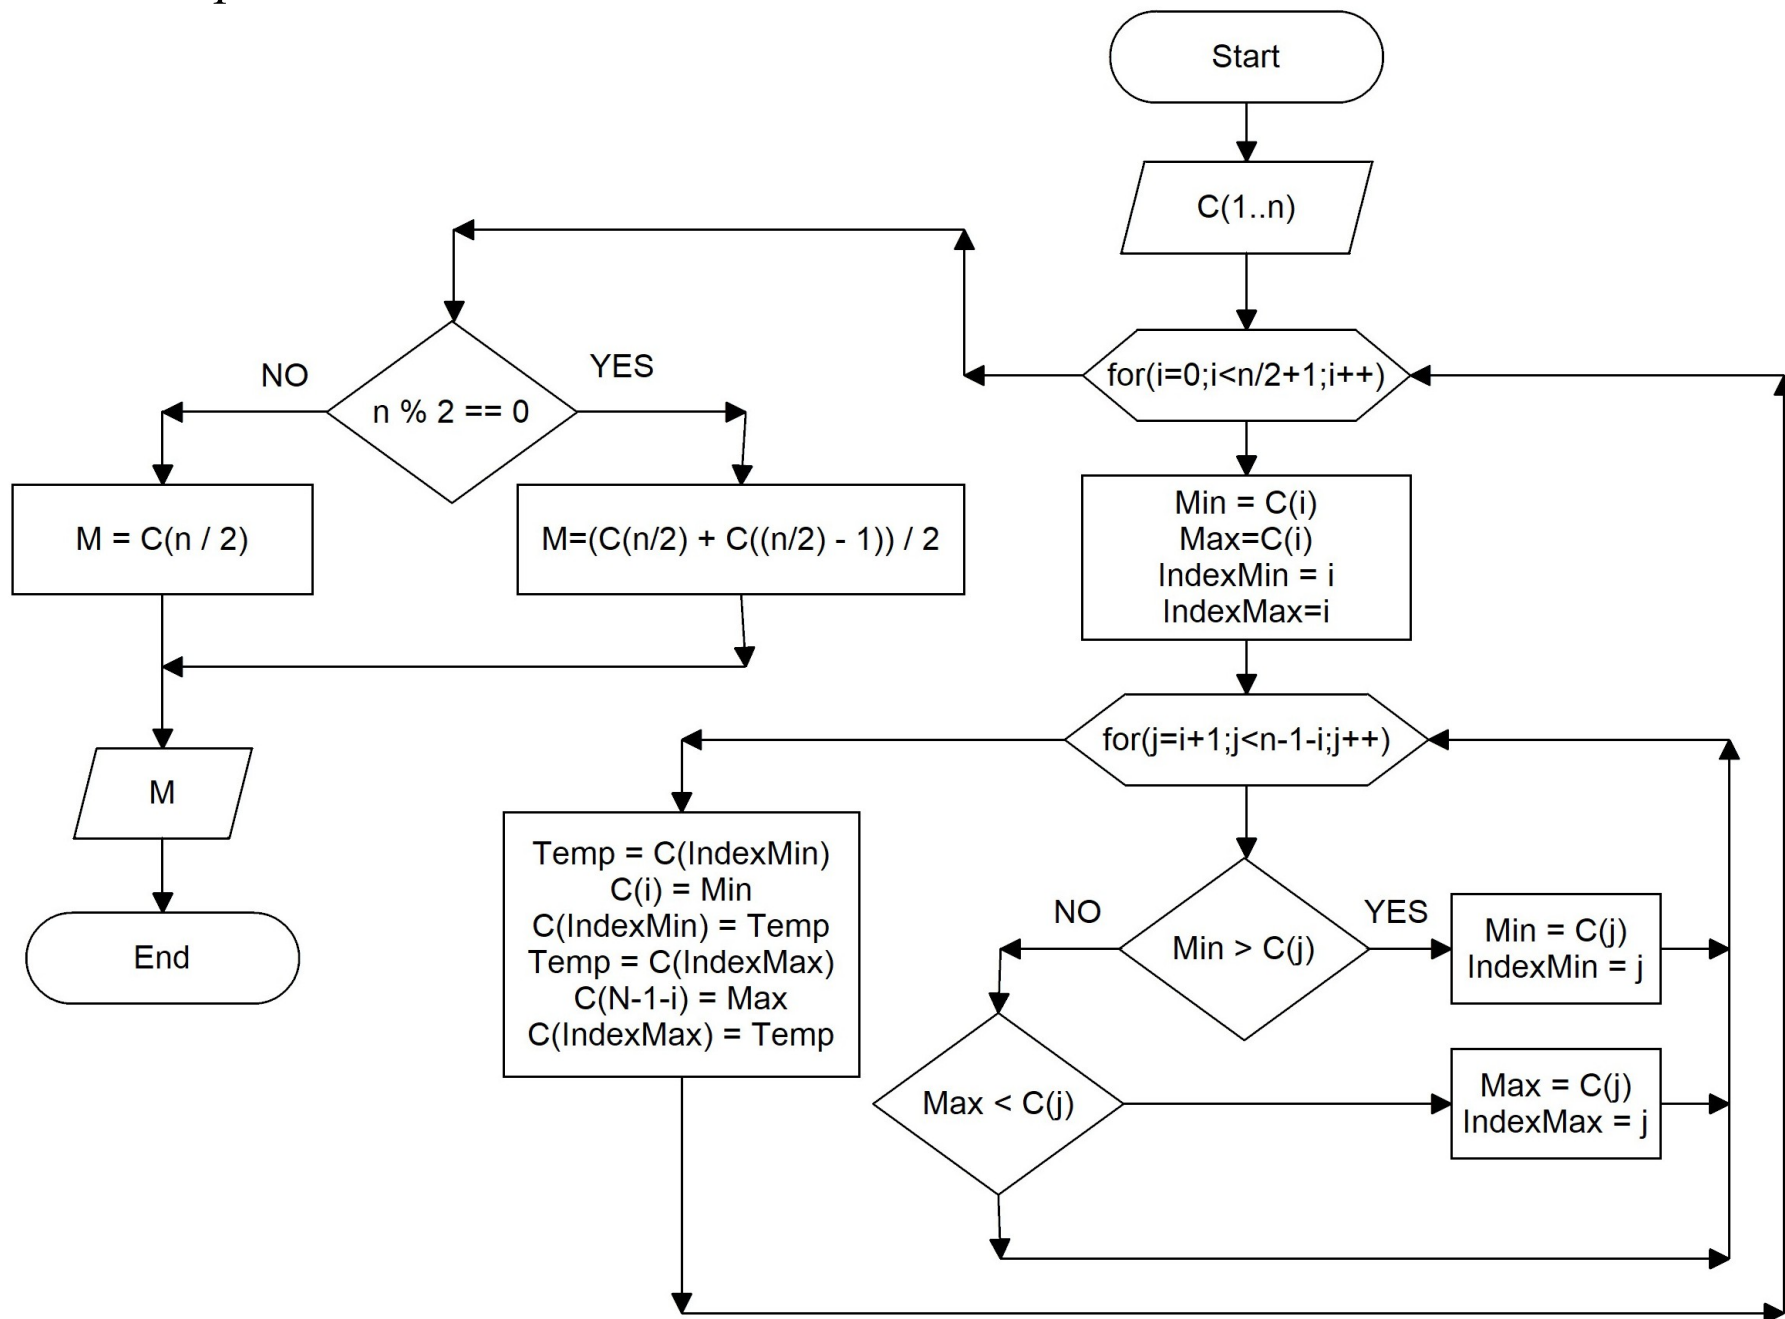 Start
C(1..n)
for(i=0;i<n/2+1;i++)
Min = C(i)
Max=C(i)
IndexMin = i
IndexMax=i
for(j=i+1;j<n-1-i;j++)
NO
YES
Min > C(j)
Min = C(j)
IndexMin = j
Max < C(j)
Max = C(j)
IndexMax = j
Temp = C(IndexMin)
C(i) = Min
C(IndexMin) = Temp
Temp = C(IndexMax)
C(N-1-i) = Max
C(IndexMax) = Temp
NO
YES
n % 2 == 0
M = C(n / 2)
M=(C(n/2) + C((n/2) - 1)) / 2
M
End